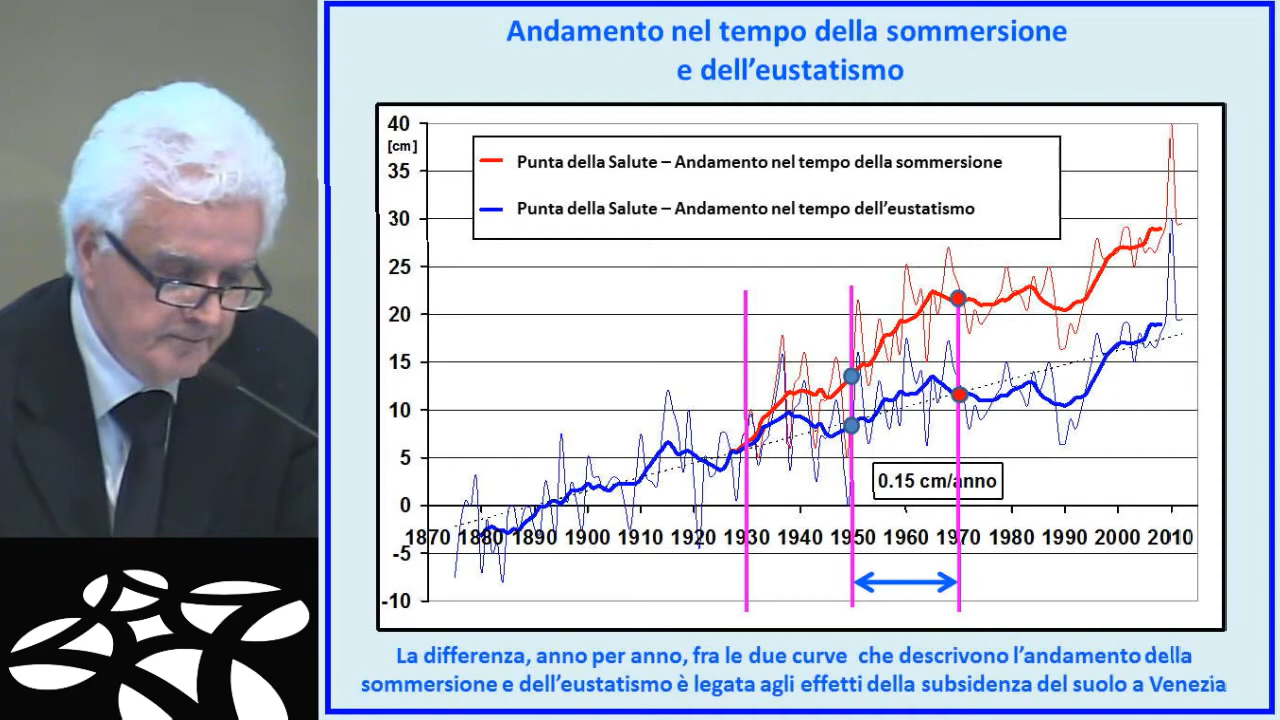 Andamento nel tempo della sommersione
e dell’eustatismo
40
[cm]
35
30
25
20
15
10
5
0
-5
-10
Punta della Salute – Andamento nel tempo della sommersione
Punta della Salute – Andamento nel tempo dell’eustatismo
0.15 cm/anno
1870 1880 1890 1900 1910 1920 1930 1940 1950 1960 1970 1980 1990 2000 2010
La differenza, anno per anno, fra le due curve che descrivono l’andamento della
sommersione e dell’eustatismo è legata agli effetti della subsidenza del suolo a Venezia